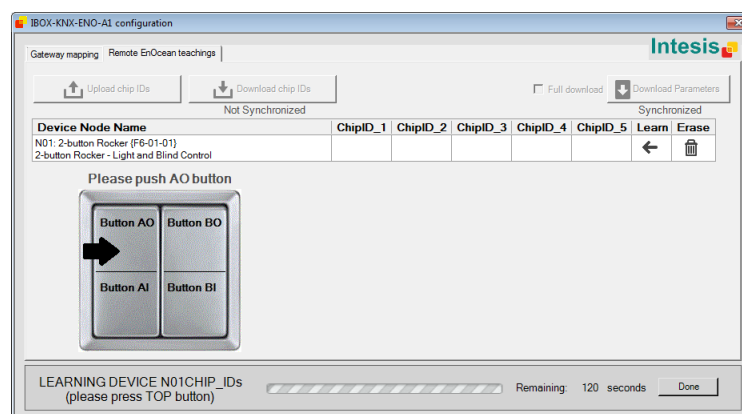 IBOX-KNX-ENO-A1 configuration
Intesis
Gateway mapping Remote EnOcean teachings
Upload chip IDs Download chip IDs Full download Download Parameters
Not Synchronized Synchronized
Device Node Name ChipID_1 ChipID_2 ChipID_3 ChipID_4 ChipID_5 Learn Erase
N01: 2-button Rocker {F6-01-01}
2-button Rocker - Light and Blind Control
Please push AO button
Button AO Button BO
Button AI Button BI
LEARNING DEVICE N01CHIP_IDs
(please press TOP button)
Remaining: 120 seconds Done